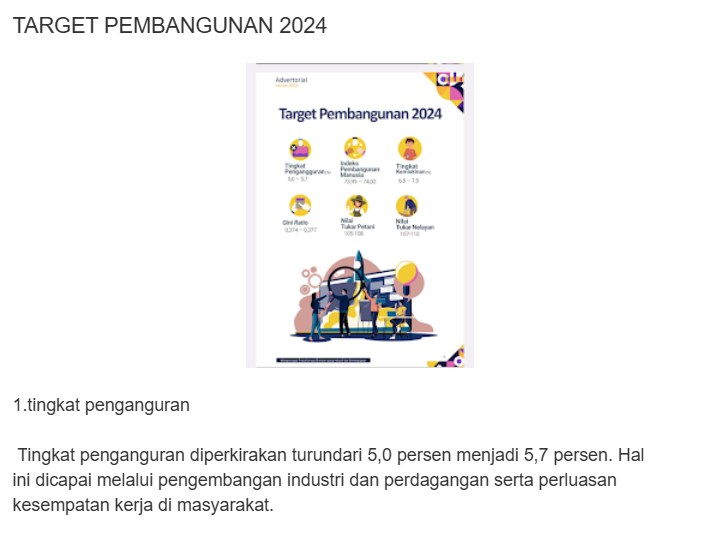 TARGET PEMBANGUNAN 2024
Advertorial
Target Pembangunan 2024
Tingkat
Pengangguran
5,0 – 5,7
Indeks
Pembangunan
Manusia
73,99 – 74,02
Tingkat
Kemiskinan
6,5 – 7,5
Gini Ratio
0,374 – 0,377
Nilai
Tukar Petani
105-108
Nilai
Tukar Nelayan
107-110
1.tingkat penganguran
Tingkat penganguran diperkirakan turundari 5,0 persen menjadi 5,7 persen. Hal
ini dicapai melalui pengembangan industri dan perdagangan serta perluasan
kesempatan kerja di masyarakat.